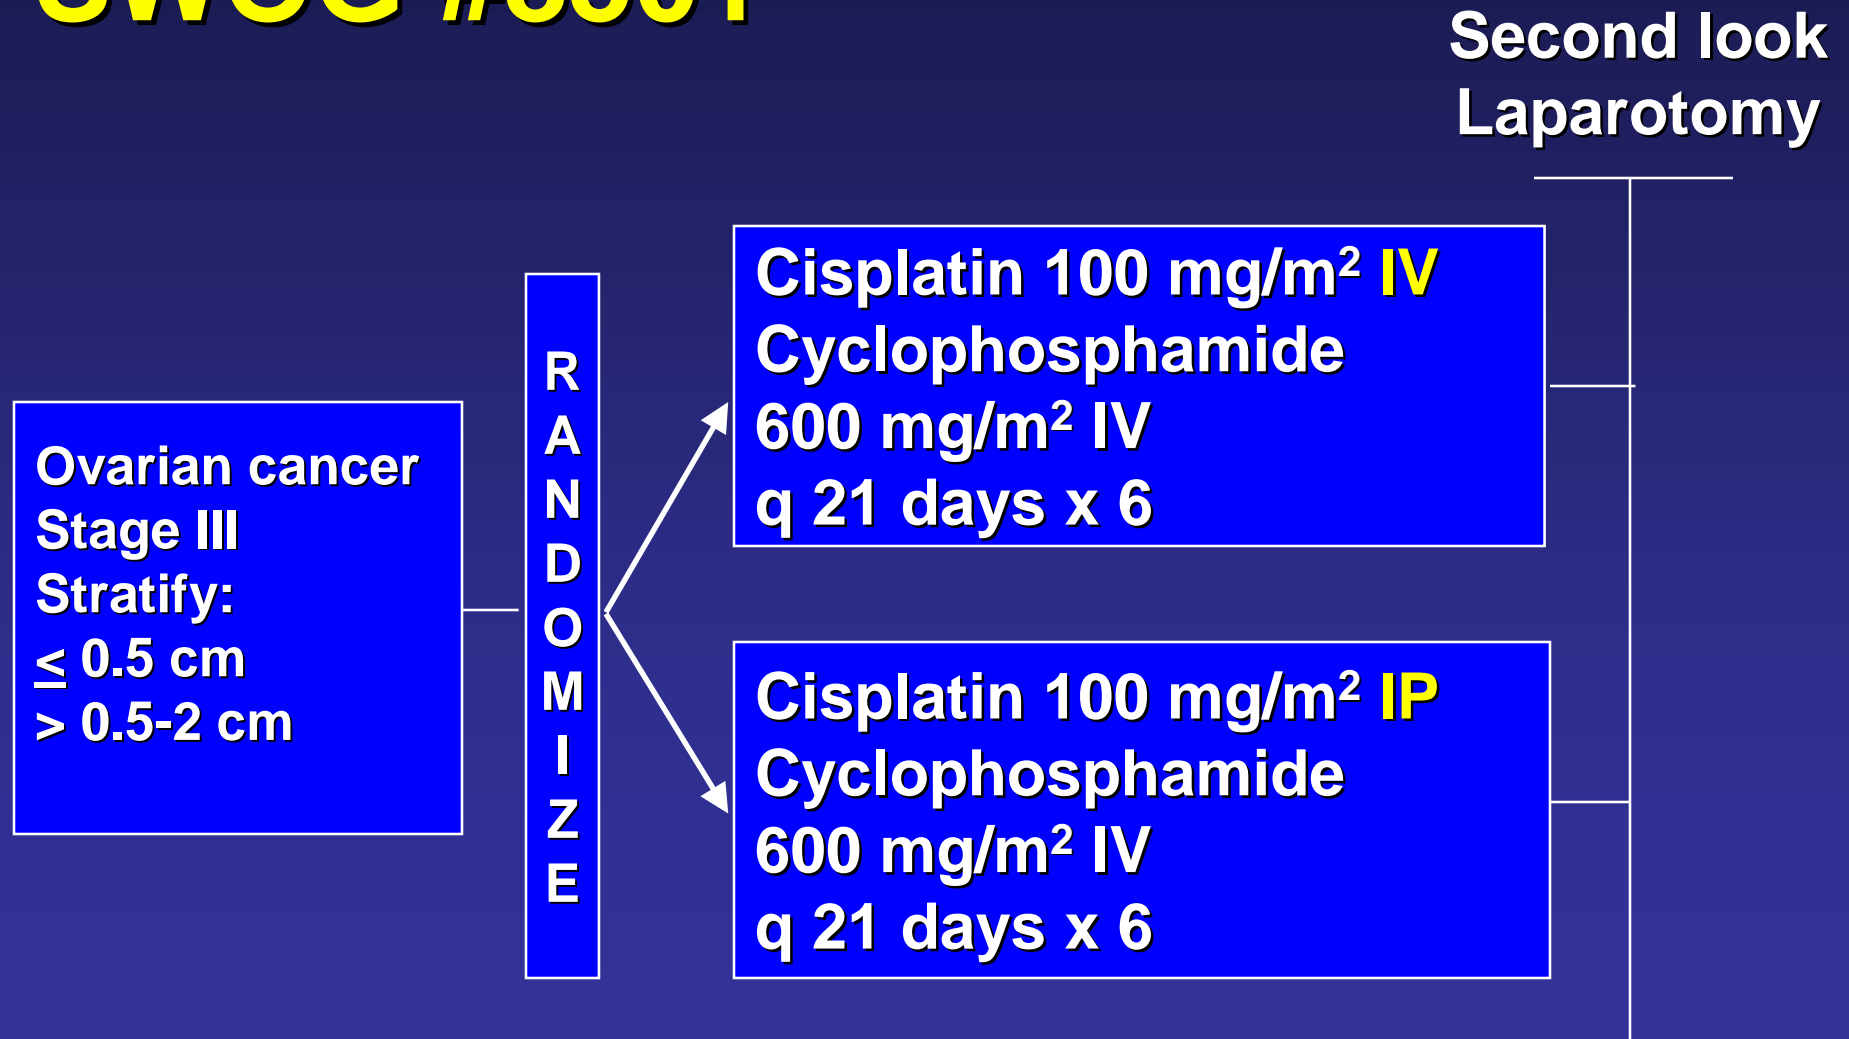 SWOG #8501
Second look
Laparotomy
Ovarian cancer
Stage III
Stratify:
< 0.5 cm
> 0.5-2 cm
R
A
N
D
O
M
I
Z
E
Cisplatin 100 mg/m² IV
Cyclophosphamide
600 mg/m² IV
q 21 days x 6
Cisplatin 100 mg/m² IP
Cyclophosphamide
600 mg/m² IV
q 21 days x 6